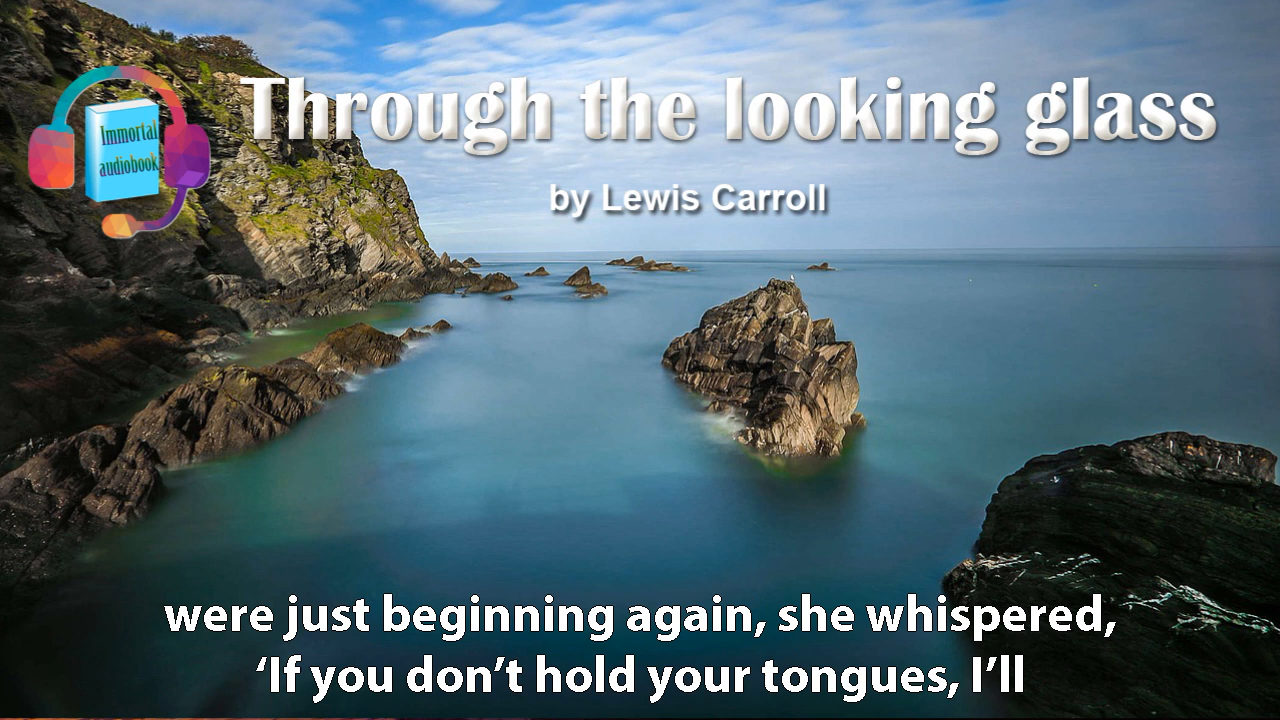 Through the looking glass
Immortal
audiobook
by Lewis Carroll
were just beginning again, she whispered,
‘If you don’t hold your tongues, I’ll